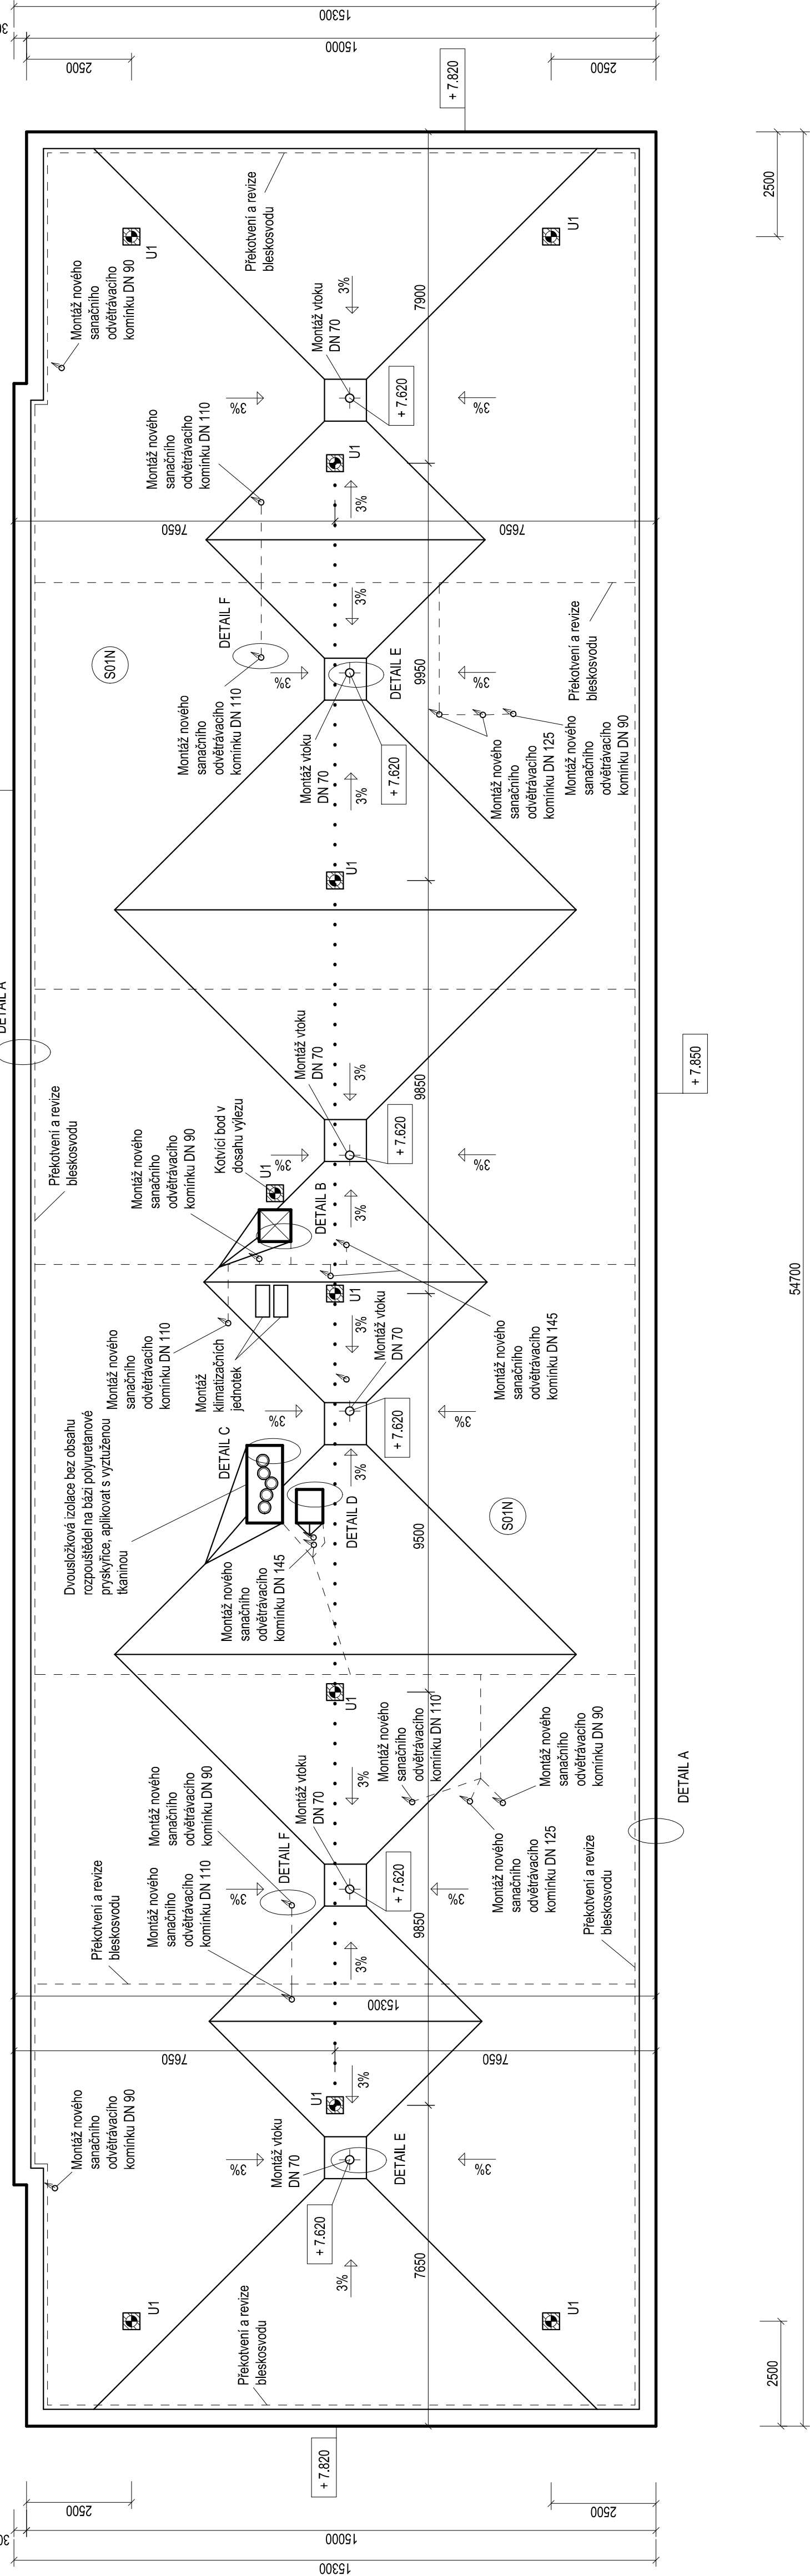 15300
15000
2500
2500
+ 7.820
2500
54700
Překotvení a revize
bleskosvodu
U1
U1
Montáž nového
sanačního
odvětrávacího
komínku DN 90
3%
7900
Montáž vtoku
DN 70
+ 7.620
3%
3%
Montáž nového
sanačního
odvětrávacího
komínku DN 110
U1
3%
7650
7650
3%
DETAIL F
S01N
Montáž nového
sanačního
odvětrávacího
komínku DN 110
3%
DETAIL E
9950
3%
Překotvení a revize
bleskosvodu
Montáž vtoku
DN 70
+ 7.620
3%
Montáž nového
sanačního
odvětrávacího
komínku DN 125
Montáž nového
sanačního
odvětrávacího
komínku DN 90
U1
DETAIL A
Montáž vtoku
DN 70
3%
9850
+ 7.850
+ 7.620
3%
3%
Překotvení a revize
bleskosvodu
Montáž nového
sanačního
odvětrávacího
komínku DN 90
Kotvící bod v
dosahu výlezu
U1
DETAIL B
3%
U1
Montáž nového
sanačního
odvětrávacího
komínku DN 110
Montáž
klimatizačních
jednotek
3%
Montáž vtoku
DN 70
Montáž nového
sanačního
odvětrávacího
komínku DN 145
+ 7.620
3%
3%
Dvousložková izolace bez obsahu
rozpouštědel na bázi polyuretanové
pryskyřice, aplikovat s vyztuženou
tkaninou
DETAIL C
3%
DETAIL D
9500
S01N
Montáž nového
sanačního
odvětrávacího
komínku DN 145
U1
Montáž nového
sanačního
odvětrávacího
komínku DN 110
Montáž nového
sanačního
odvětrávacího
komínku DN 90
DETAIL A
3%
Montáž vtoku
DN 70
Montáž nového
sanačního
odvětrávacího
komínku DN 90
DETAIL F
3%
+ 7.620
3%
9850
Montáž nového
sanačního
odvětrávacího
komínku DN 125
Překotvení a revize
bleskosvodu
Montáž nového
sanačního
odvětrávacího
komínku DN 110
Překotvení a revize
bleskosvodu
3%
15300
7650
7650
3%
U1
Montáž nového
sanačního
odvětrávacího
komínku DN 90
3%
Montáž vtoku
DN 70
DETAIL E
3%
+ 7.620
7650
3%
U1
U1
Překotvení a revize
bleskosvodu
2500
+ 7.820
2500
2500
15000
15300